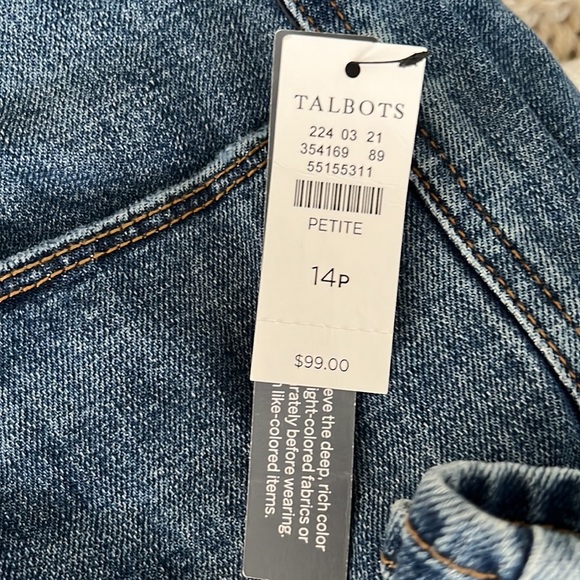 TALBOTS
224 03 21
354169 89
55155311
PETITE
14P
$99.00
eve the deep, rich color
ight-colored fabrics or
rately before wearing.
like-colored items.